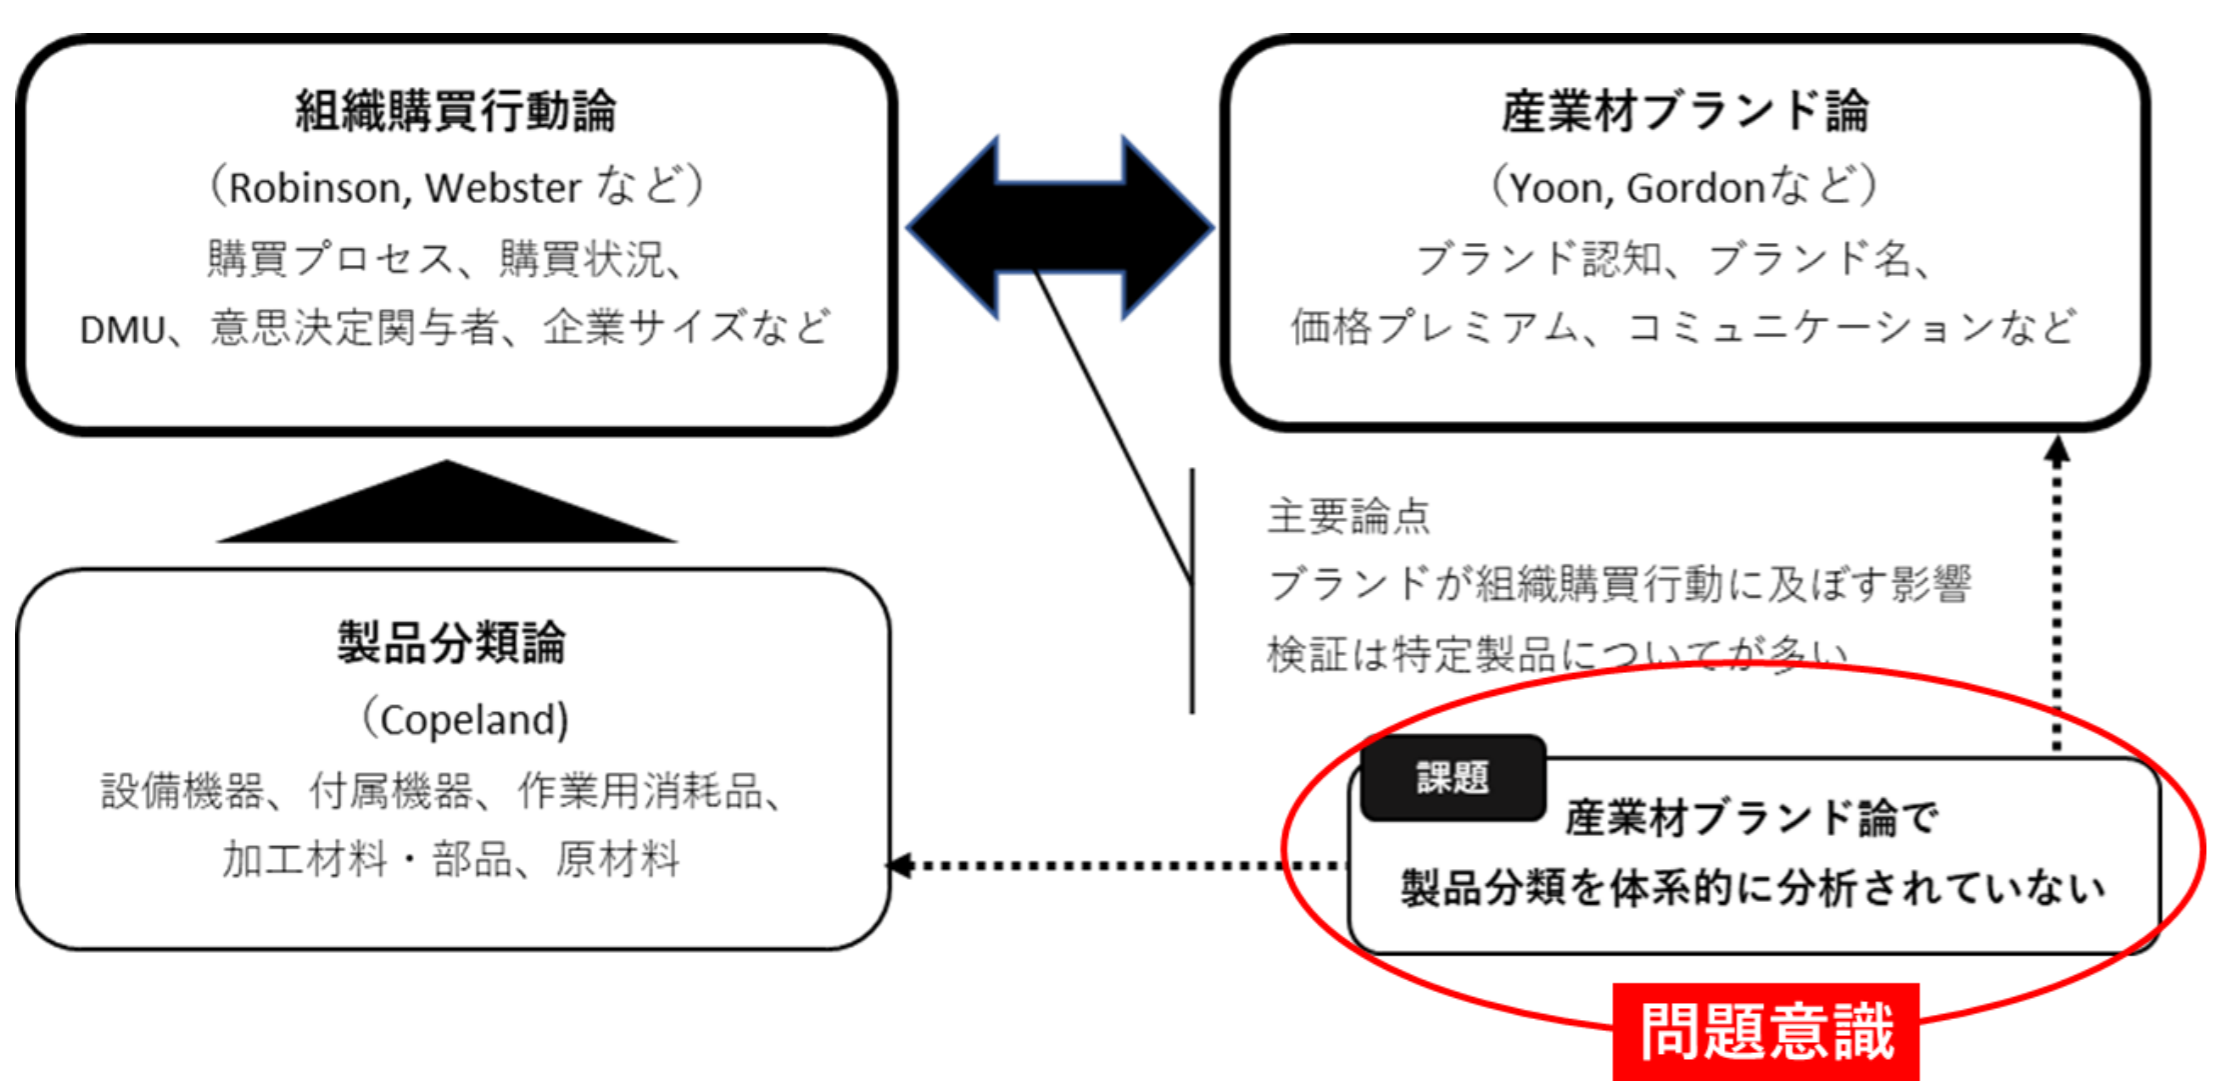 組織購買行動論
（Robinson, Webster など）
購買プロセス、購買状況、
DMU、意思決定関与者、企業サイズなど
産業材ブランド論
（Yoon, Gordonなど）
ブランド認知、ブランド名、
価格プレミアム、コミュニケーションなど
主要論点
ブランドが組織購買行動に及ぼす影響
検証は特定製品についてが多い
製品分類論
（Copeland)
設備機器、付属機器、作業用消耗品、
加工材料・部品、原材料
課題
産業材ブランド論で
製品分類を体系的に分析されていない
問題意識